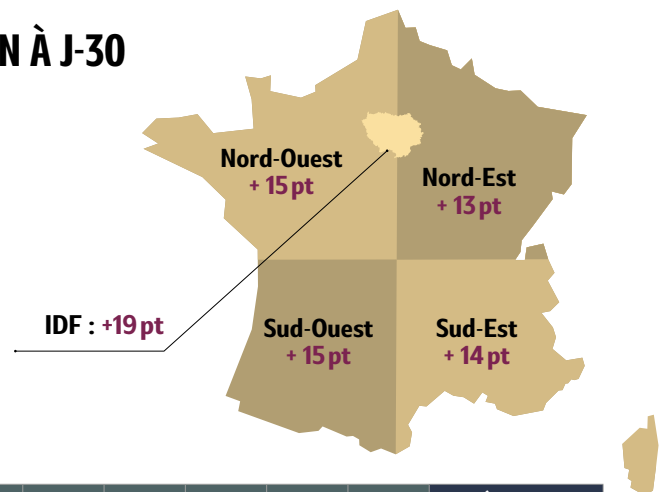 N À J-30
Nord-Ouest
+ 15 pt
Nord-Est
+ 13 pt
IDF : +19 pt
Sud-Ouest
+ 15 pt
Sud-Est
+ 14 pt